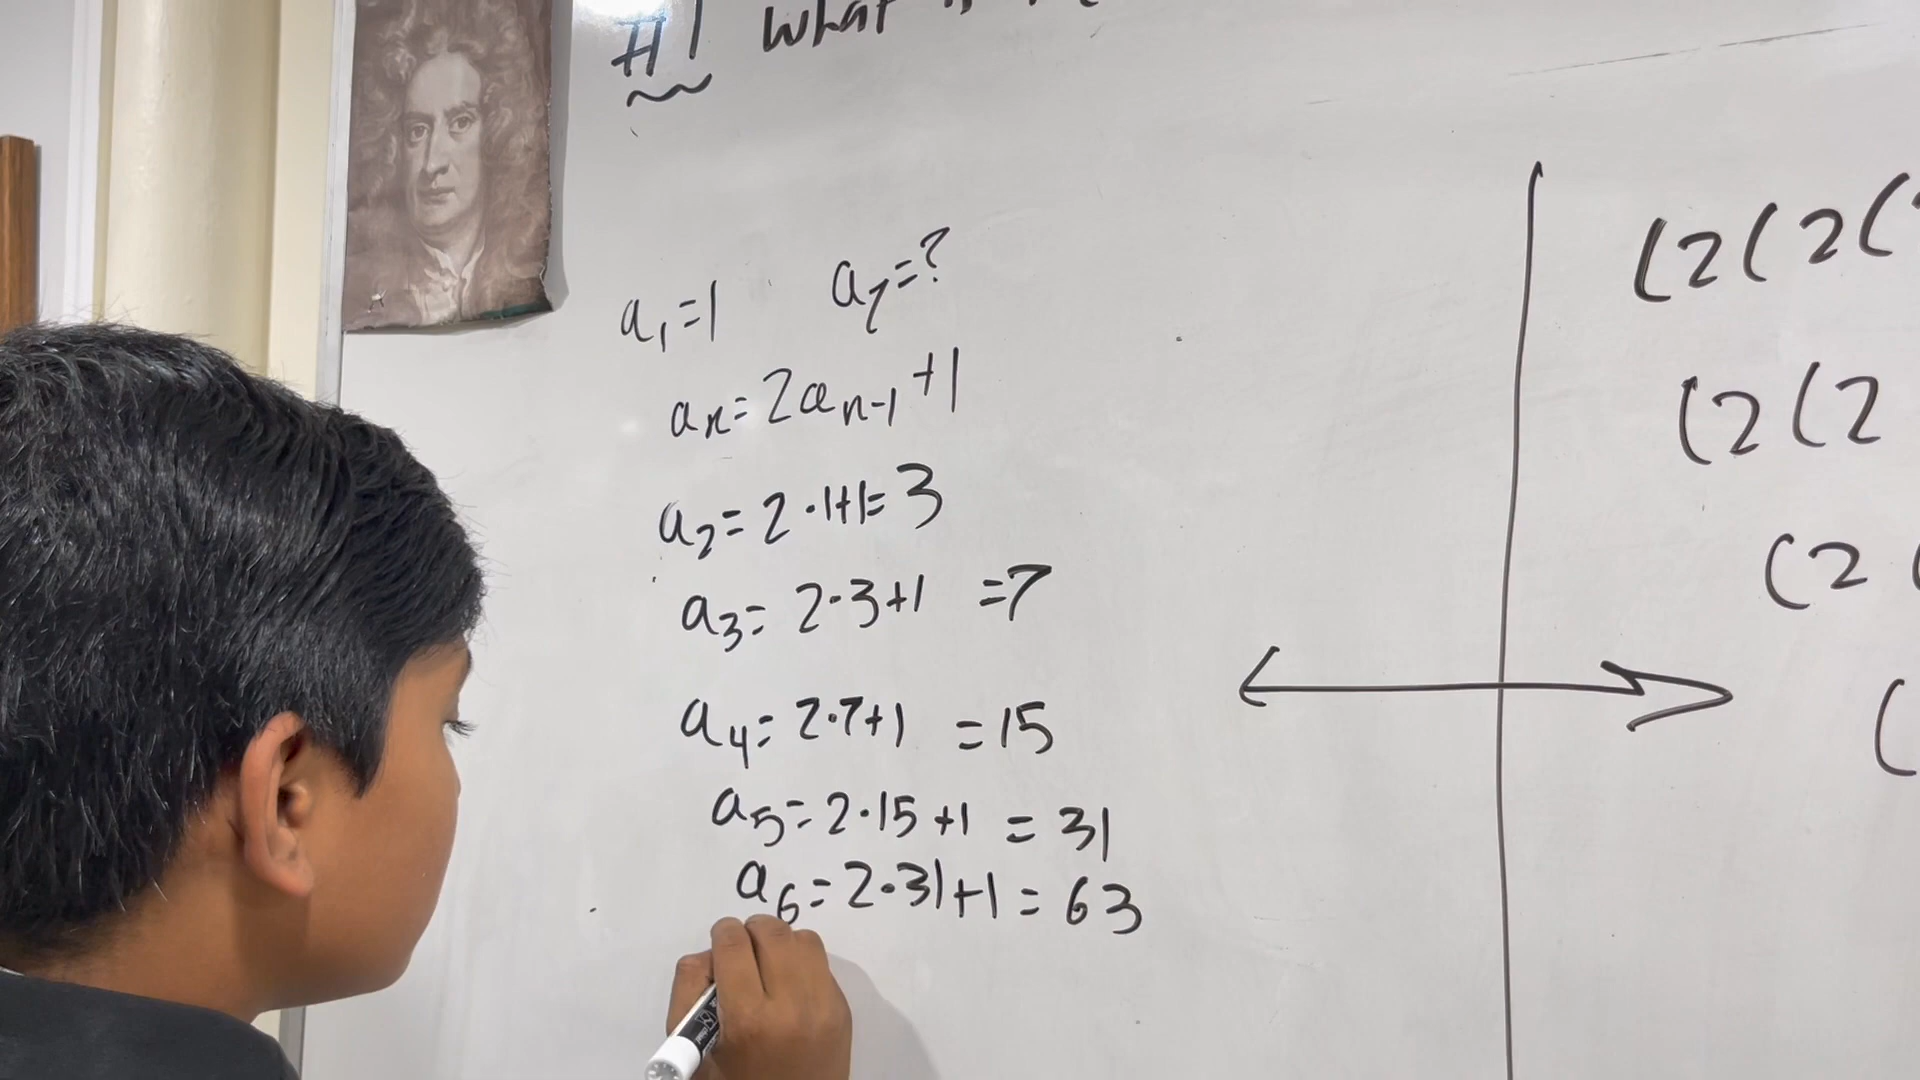 #1 What is
a₁=1 a₇=?
aₙ=2aₙ₋₁+1
a₂=2·1+1=3
a₃=2·3+1 =7
a₄=2·7+1 =15
a₅=2·15+1 =31
a₆=2·31+1=63
(2(2(
(2(2
(2(
(